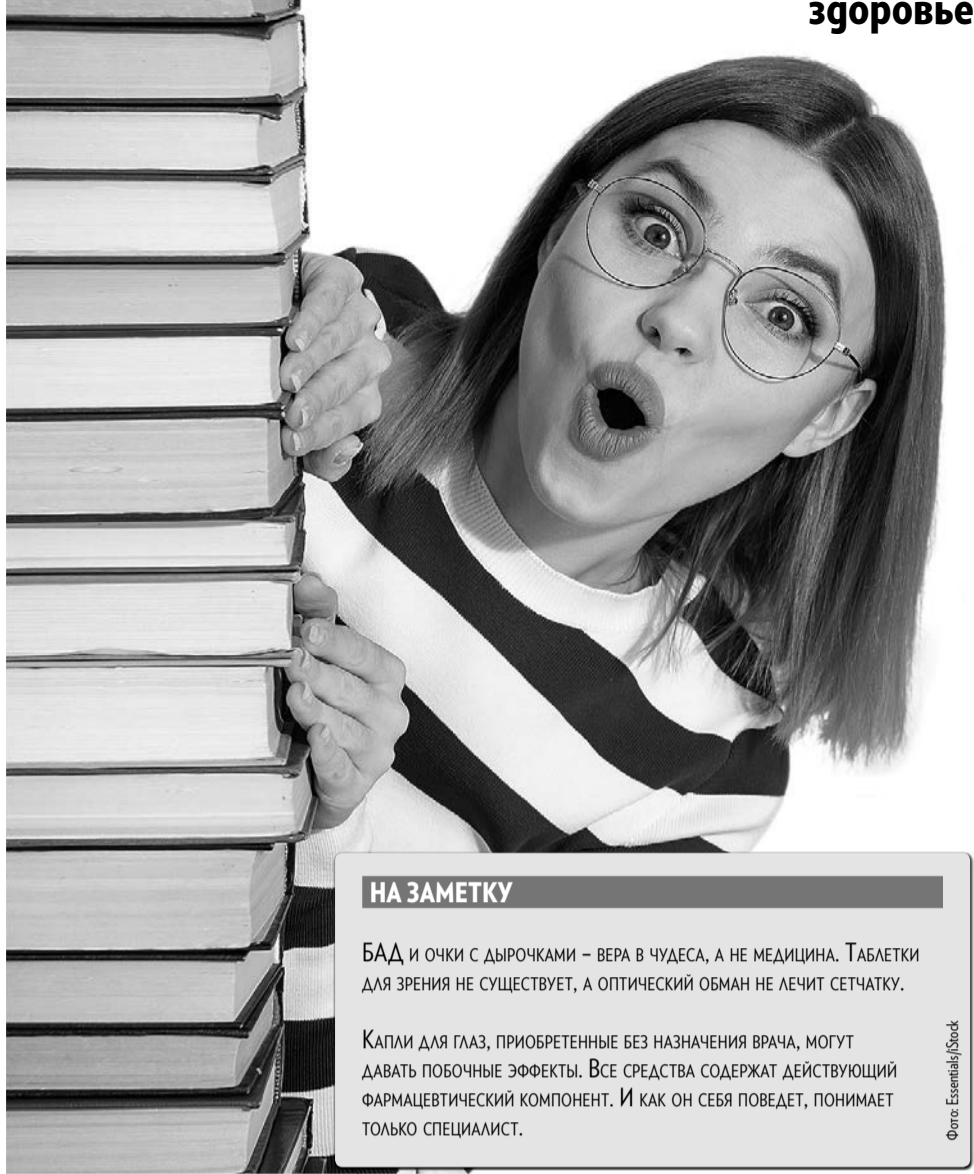 здоровье
НА ЗАМЕТКУ
БАД и очки с дырочками – вера в чудеса, а не медицина. Таблетки
для зрения не существует, а оптический обман не лечит сетчатку.
Капли для глаз, приобретенные без назначения врача, могут
давать побочные эффекты. Все средства содержат действующий
фармацевтический компонент. И как он себя поведет, понимает
только специалист.
Фото: Essentials/iStock